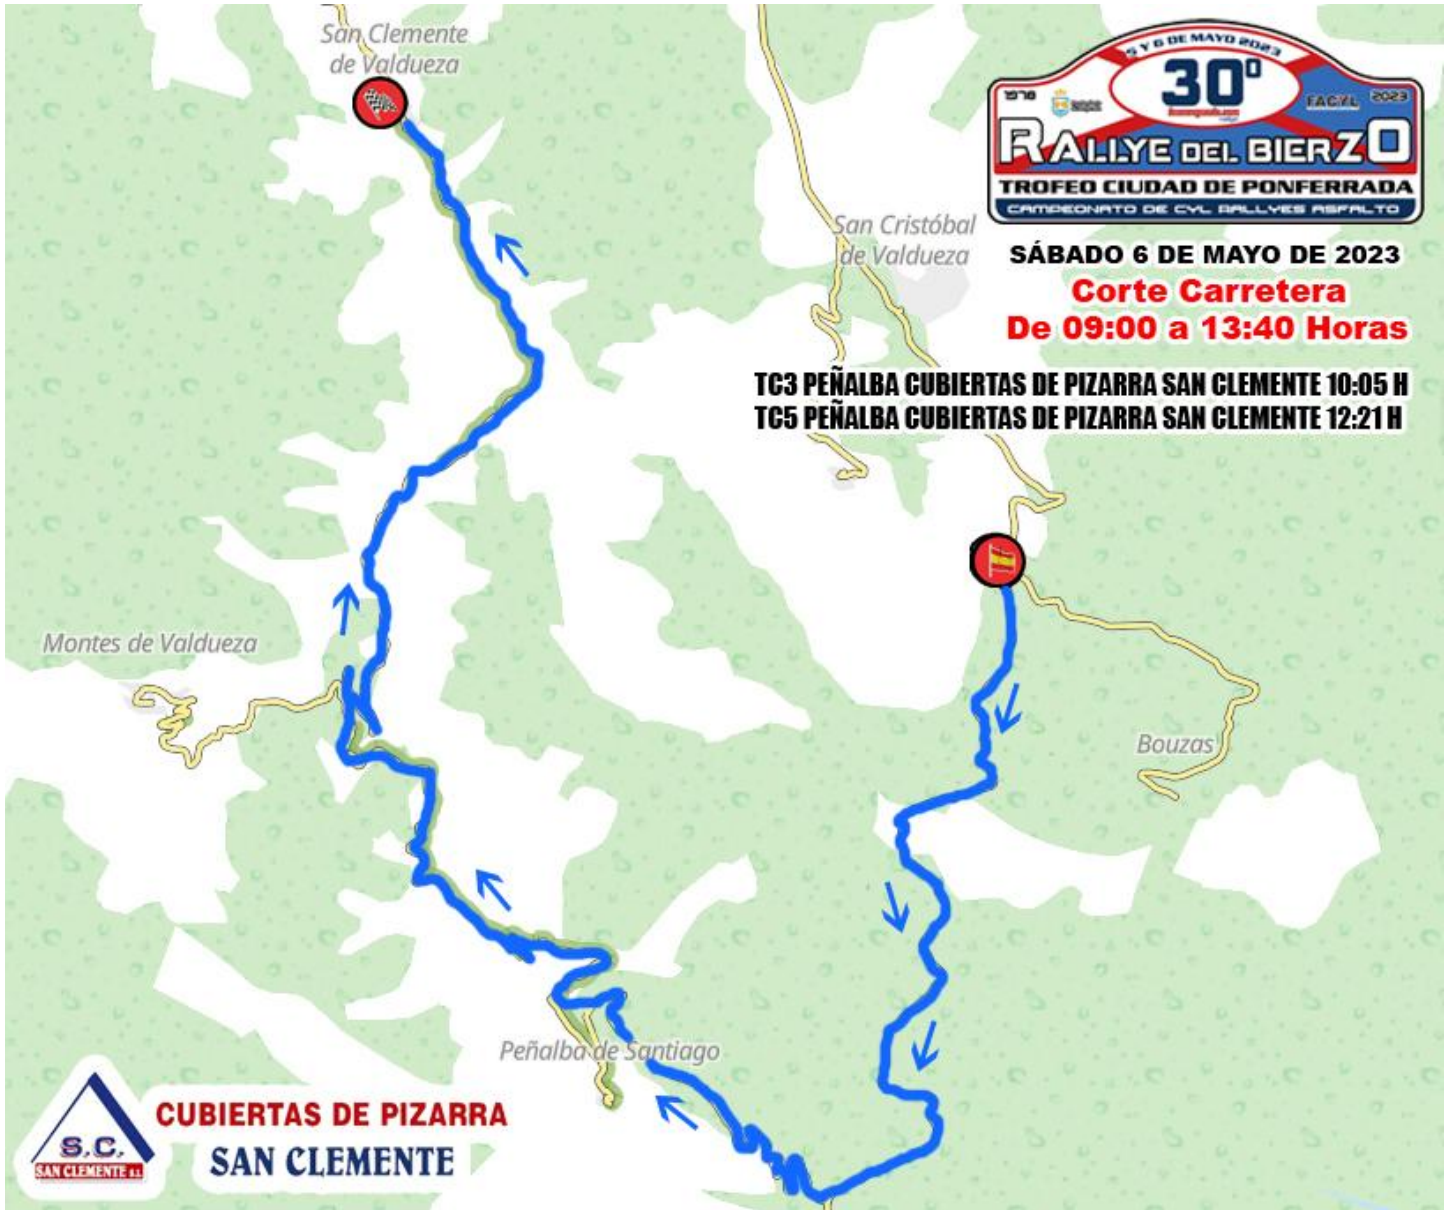 San Clemente
de Valdueza
5 Y 6 DE MAYO 2023
30º
1978
FACYL 2023
RALLYE DEL BIERZO
TROFEO CIUDAD DE PONFERRADA
CAMPEONATO DE CYL RALLYES ASFALTO
San Cristóbal
de Valdueza
SÁBADO 6 DE MAYO DE 2023
Corte Carretera
De 09:00 a 13:40 Horas
TC3 PEÑALBA CUBIERTAS DE PIZARRA SAN CLEMENTE 10:05 H
TC5 PEÑALBA CUBIERTAS DE PIZARRA SAN CLEMENTE 12:21 H
Montes de Valdueza
Bouzas
Peñalba de Santiago
S.C.
SAN CLEMENTE S.L.
CUBIERTAS DE PIZARRA
SAN CLEMENTE